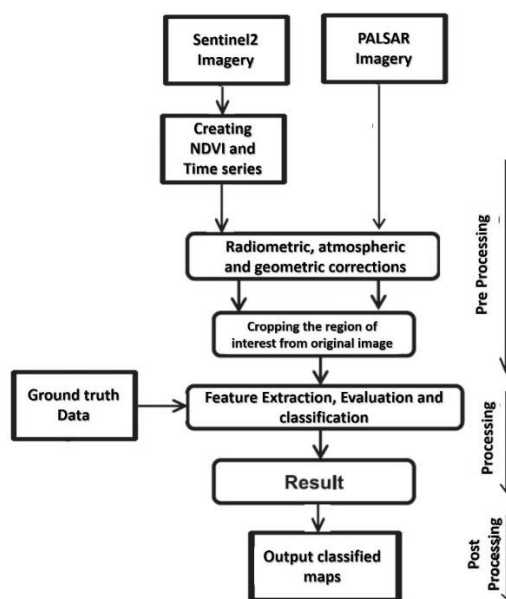 Sentinel2
Imagery
PALSAR
Imagery
Creating
NDVI and
Time series
Radiometric, atmospheric
and geometric corrections
Cropping the region of
interest from original image
Pre Processing
Ground truth
Data
Feature Extraction, Evaluation and
classification
Processing
Result
Output classified
maps
Post
Processing